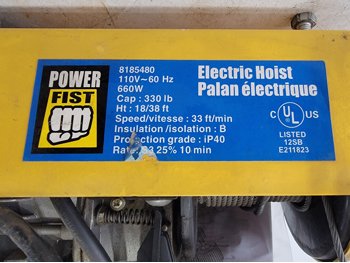 POWER
FIST
8185480
110V~60 Hz
660W
Cap : 330 lb
Ht : 18/38 ft
Speed/vitesse : 33 ft/min
Insulation/isolation : B
Protection grade : iP40
Rate: 25% 10 min
Electric Hoist
Palan électrique
C UL US
LISTED
12SB
E211823